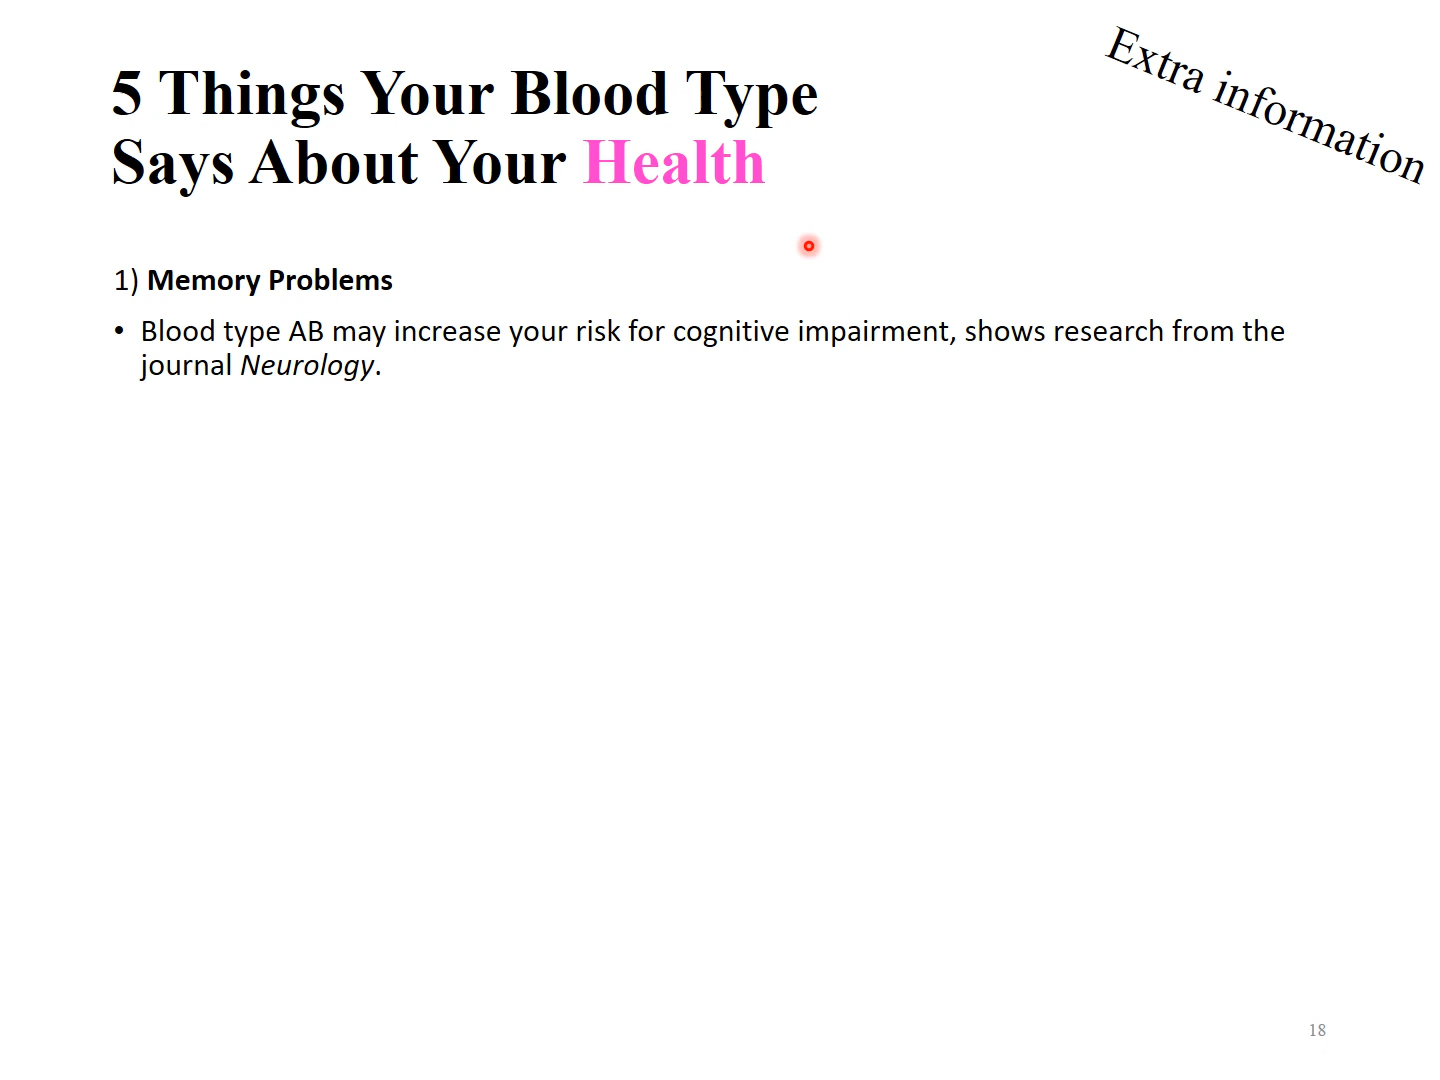 Extra information
5 Things Your Blood Type
Says About Your Health
1) Memory Problems
• Blood type AB may increase your risk for cognitive impairment, shows research from the
journal Neurology.
18